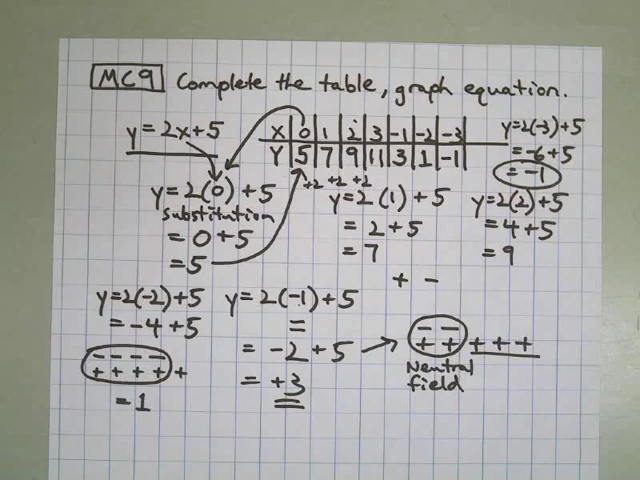 MC9 Complete the table, graph equation.
y = 2x + 5
X 0 1 2 3 -1 -2 -3
Y 5 7 9 11 3 1 -1
+2 +2 +2
y = 2(-3) + 5
= -6 + 5
= -1
y = 2(0) + 5
substitution
= 0 + 5
= 5
y = 2(1) + 5
= 2 + 5
= 7
y = 2(2) + 5
= 4 + 5
= 9
+ -
y = 2(-2) + 5
= -4 + 5
- - - -
+ + + + +
= 1
y = 2(-1) + 5
=
= -2 + 5
= +3
- -
+ + + + +
Neutral
field